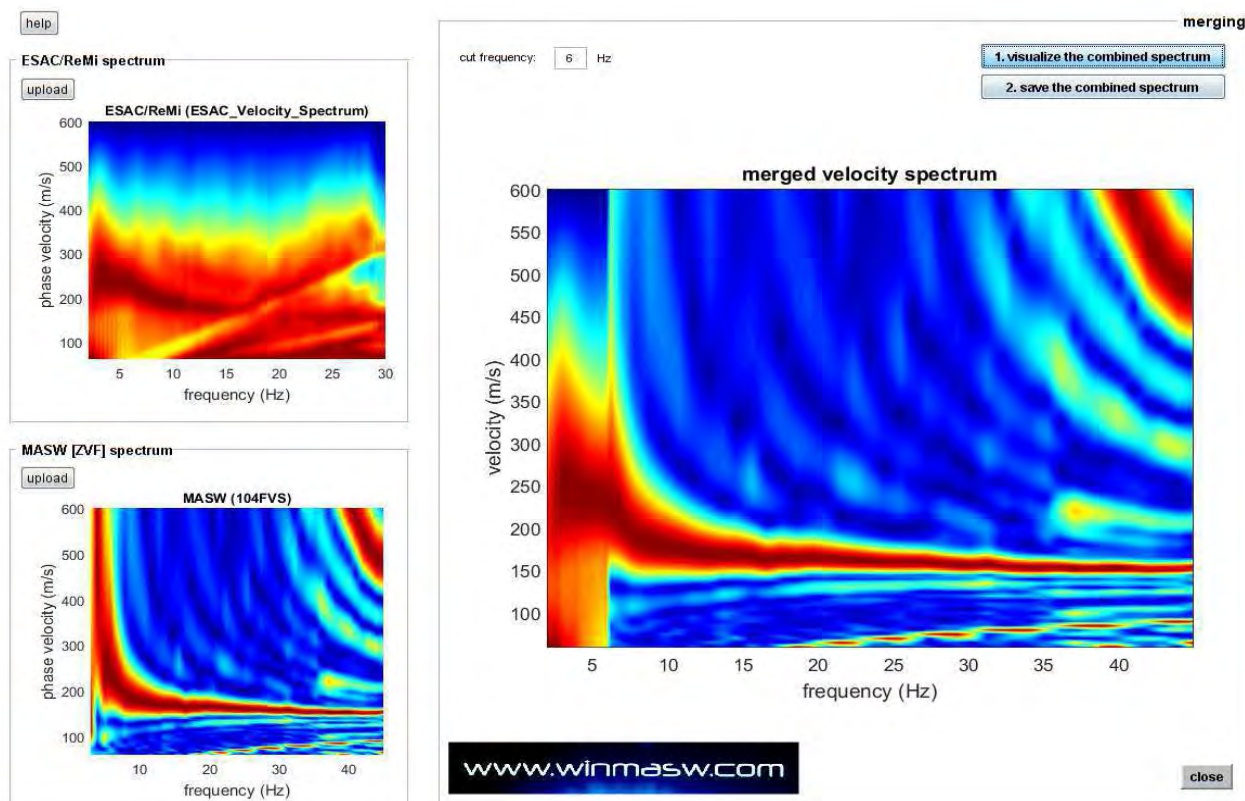 help
ESAC/ReMi spectrum
upload
ESAC/ReMi (ESAC_Velocity_Spectrum)
600
500
400
300
200
100
phase velocity (m/s)
5 10 15 20 25 30
frequency (Hz)
MASW [ZVF] spectrum
upload
MASW (104FVS)
600
500
400
300
200
100
phase velocity (m/s)
10 20 30 40
frequency (Hz)
merging
cut frequency: 6 Hz
1. visualize the combined spectrum
2. save the combined spectrum
merged velocity spectrum
600
550
500
450
400
350
300
250
200
150
100
velocity (m/s)
5 10 15 20 25 30 35 40
frequency (Hz)
www.winmasw.com
close